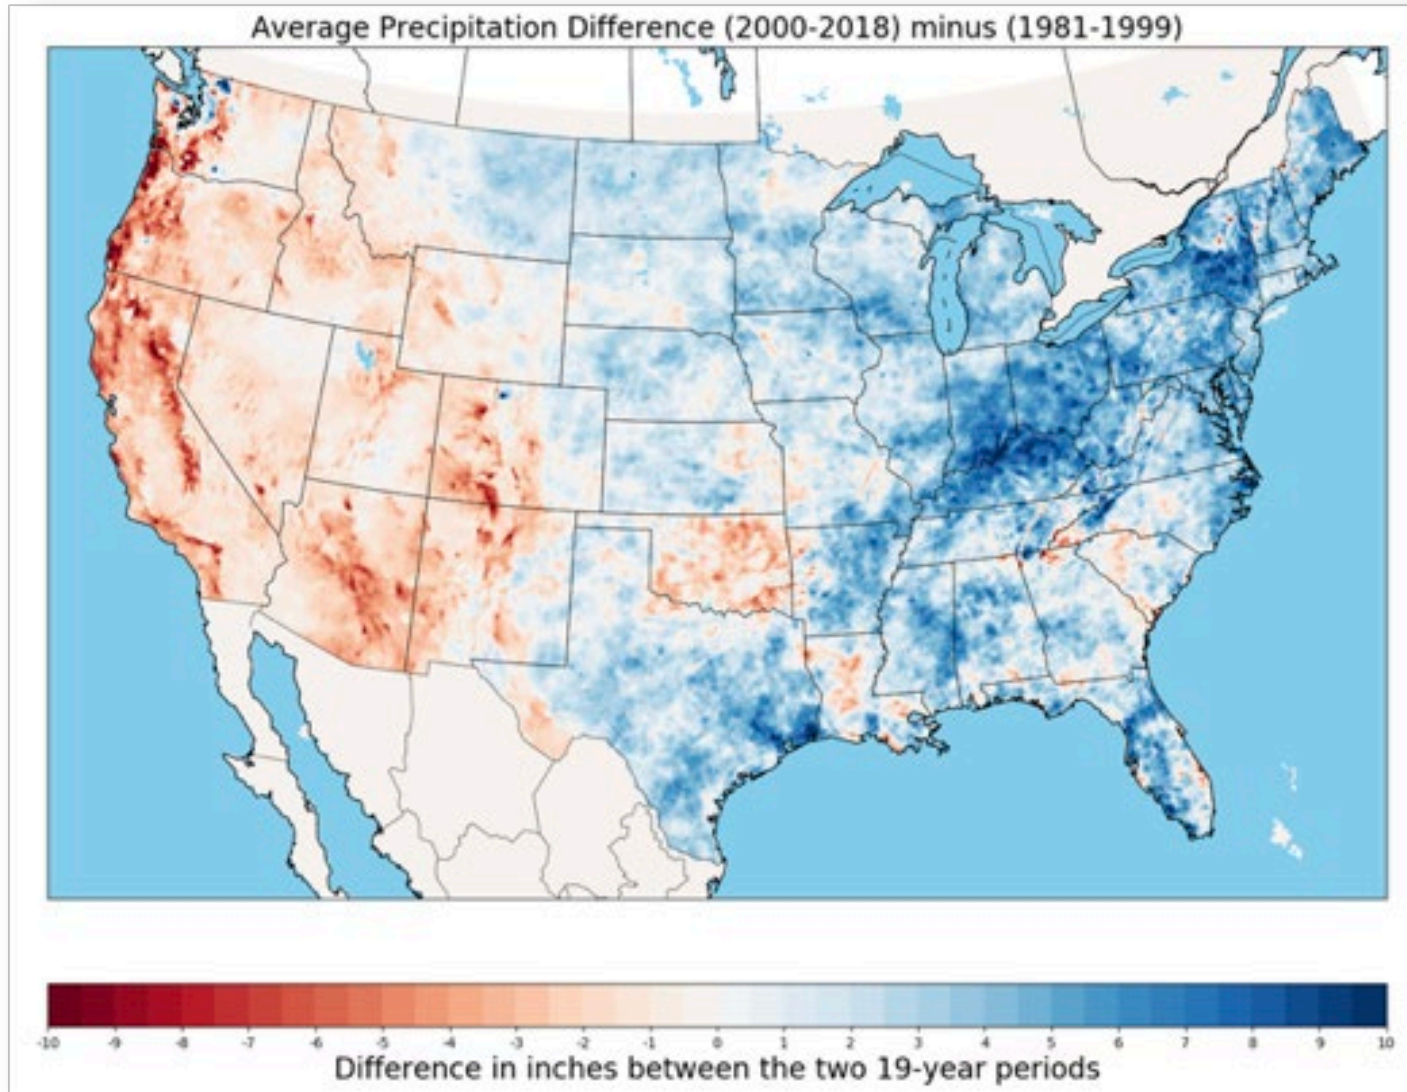 Average Precipitation Difference (2000-2018) minus (1981-1999)
-10 -9 -8 -7 -6 -5 -4 -3 -2 -1 0 1 2 3 4 5 6 7 8 9 10
Difference in inches between the two 19-year periods